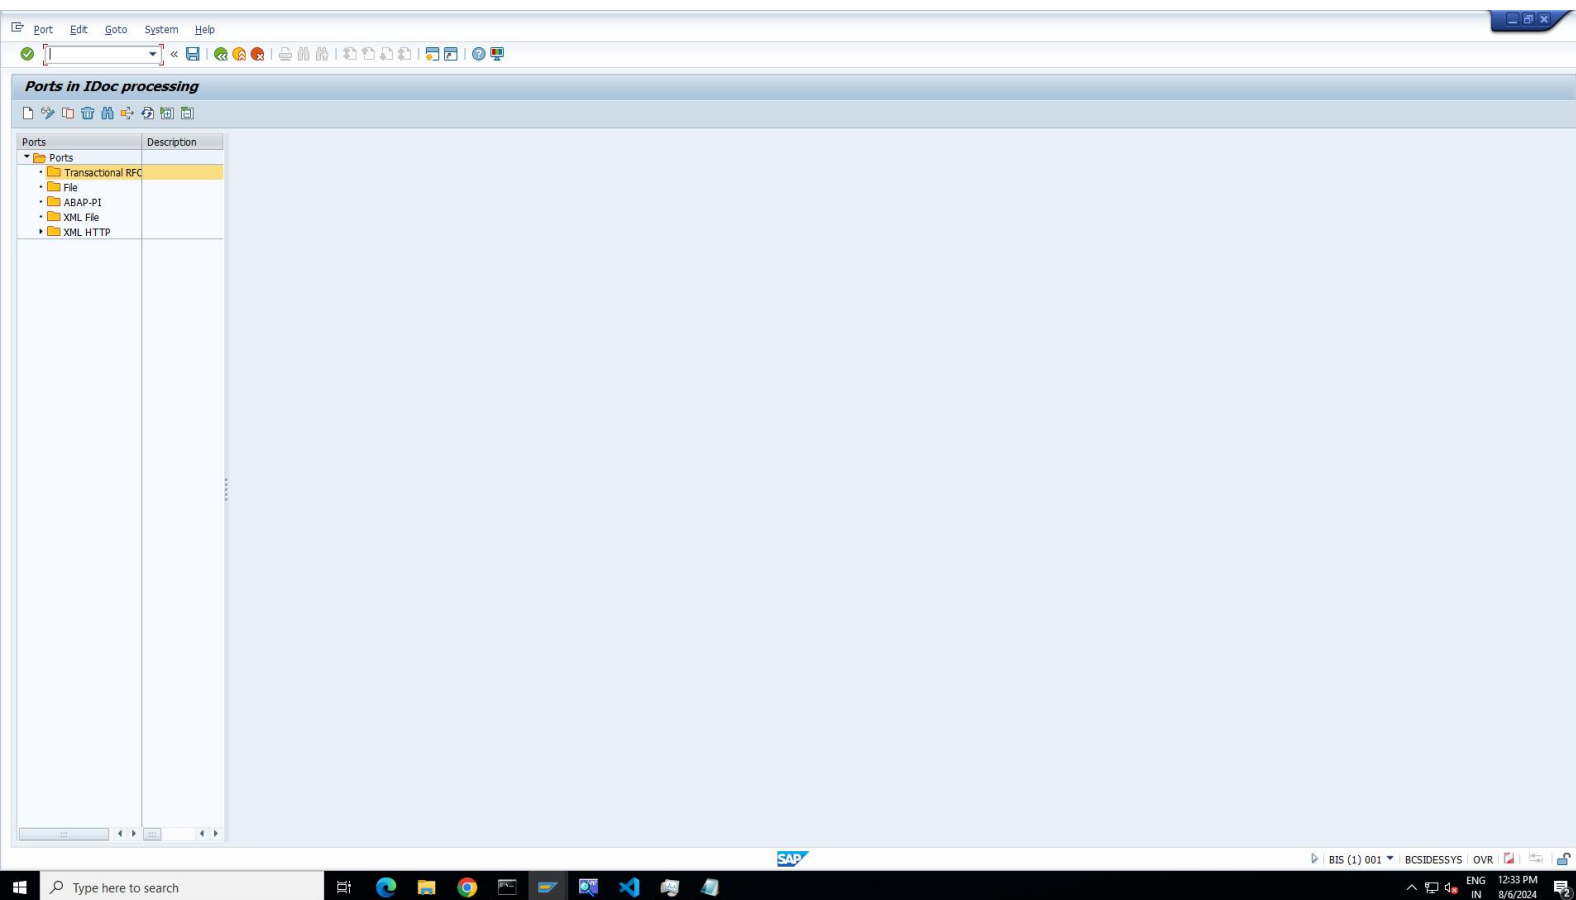 Port Edit Goto System Help
Ports in IDoc processing
Ports Description
Ports
Transactional RFC
File
ABAP-PI
XML File
XML HTTP
SAP
BIS (1) 001 BCSIDESSYS OVR
Type here to search
ENG 12:33 PM
IN 8/6/2024
2